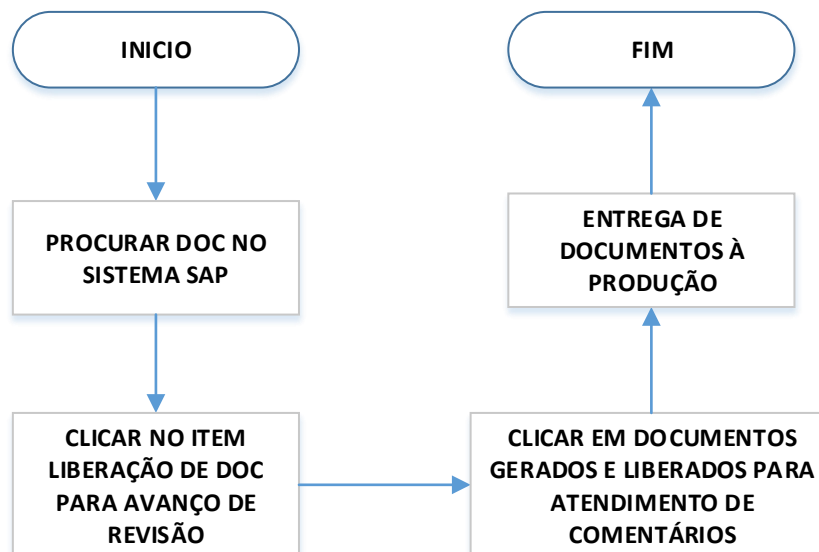 INICIO
PROCURAR DOC NO
SISTEMA SAP
CLICAR NO ITEM
LIBERAÇÃO DE DOC
PARA AVANÇO DE
REVISÃO
CLICAR EM DOCUMENTOS
GERADOS E LIBERADOS PARA
ATENDIMENTO DE
COMENTÁRIOS
ENTREGA DE
DOCUMENTOS À
PRODUÇÃO
FIM